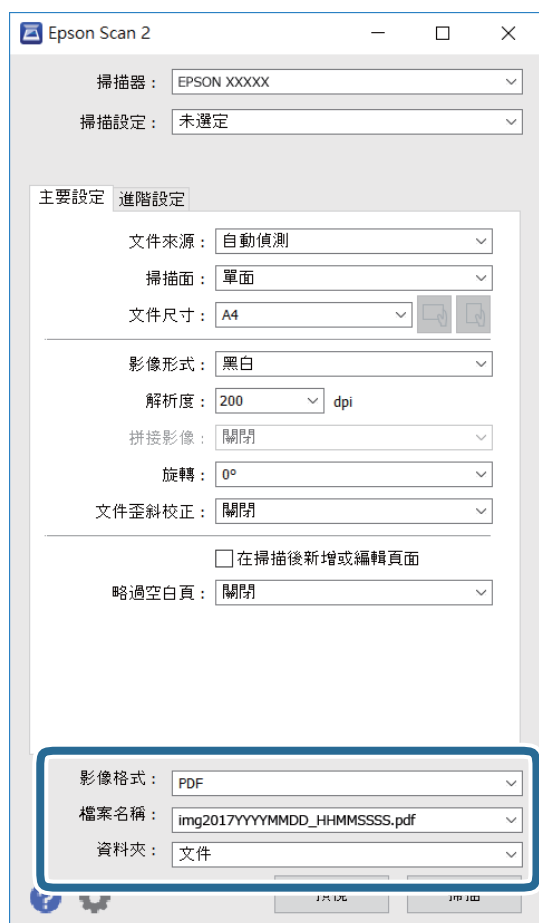 Epson Scan 2
掃描器： EPSON XXXXX
掃描設定： 未選定
主要設定 進階設定
文件來源： 自動偵測
掃描面： 單面
文件尺寸： A4
影像形式： 黑白
解析度： 200 dpi
拼接影像： 關閉
旋轉： 0°
文件歪斜校正： 關閉
在掃描後新增或編輯頁面
略過空白頁： 關閉
影像格式： PDF
檔案名稱： img2017YYYYMMDD_HHMMSSSS.pdf
資料夾： 文件